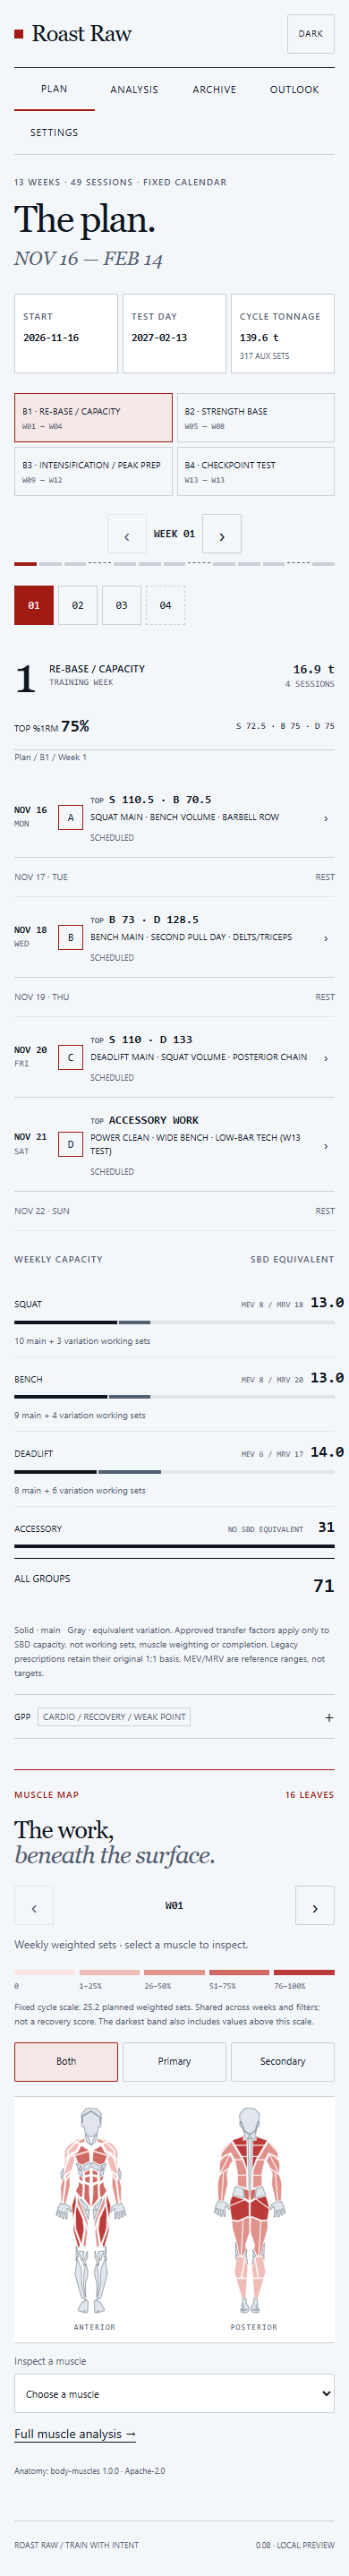 Roast Raw
DARK
PLAN
ANALYSIS
ARCHIVE
OUTLOOK
SETTINGS
13 WEEKS · 49 SESSIONS · FIXED CALENDAR
The plan.
NOV 16 — FEB 14
START
2026-11-16
TEST DAY
2027-02-13
CYCLE TONNAGE
139.6 t
317 AUX SETS
B1 · RE-BASE / CAPACITY
W01 — W04
B2 · STRENGTH BASE
W05 — W08
B3 · INTENSIFICATION / PEAK PREP
W09 — W12
B4 · CHECKPOINT TEST
W13 — W13
‹ WEEK 01 ›
01
02
03
04
1
RE-BASE / CAPACITY
TRAINING WEEK
16.9 t
4 SESSIONS
TOP %1RM 75%
S 72.5 · B 75 · D 75
Plan / B1 / Week 1
NOV 16
MON
A
TOP S 110.5 · B 70.5
SQUAT MAIN · BENCH VOLUME · BARBELL ROW
SCHEDULED
›
NOV 17 · TUE
REST
NOV 18
WED
B
TOP B 73 · D 128.5
BENCH MAIN · SECOND PULL DAY · DELTS/TRICEPS
SCHEDULED
›
NOV 19 · THU
REST
NOV 20
FRI
C
TOP S 110 · D 133
DEADLIFT MAIN · SQUAT VOLUME · POSTERIOR CHAIN
SCHEDULED
›
NOV 21
SAT
D
TOP ACCESSORY WORK
POWER CLEAN · WIDE BENCH · LOW-BAR TECH (W13
TEST)
SCHEDULED
›
NOV 22 · SUN
REST
WEEKLY CAPACITY
SBD EQUIVALENT
SQUAT
MEV 8 / MRV 18 13.0
10 main + 3 variation working sets
BENCH
MEV 8 / MRV 20 13.0
9 main + 4 variation working sets
DEADLIFT
MEV 6 / MRV 17 14.0
8 main + 6 variation working sets
ACCESSORY
NO SBD EQUIVALENT 31
ALL GROUPS
71
Solid · main Gray · equivalent variation. Approved transfer factors apply only to
SBD capacity, not working sets, muscle weighting or completion. Legacy
prescriptions retain their original 1:1 basis. MEV/MRV are reference ranges, not
targets.
GPP
CARDIO / RECOVERY / WEAK POINT
+
MUSCLE MAP
16 LEAVES
The work,
beneath the surface.
‹
W01
›
Weekly weighted sets · select a muscle to inspect.
0
1–25%
26–50%
51–75%
76–100%
Fixed cycle scale: 25.2 planned weighted sets. Shared across weeks and filters;
not a recovery score. The darkest band also includes values above this scale.
Both
Primary
Secondary
ANTERIOR
POSTERIOR
Inspect a muscle
Choose a muscle
Full muscle analysis →
Anatomy: body-muscles 1.0.0 · Apache-2.0
ROAST RAW / TRAIN WITH INTENT
0.08 · LOCAL PREVIEW